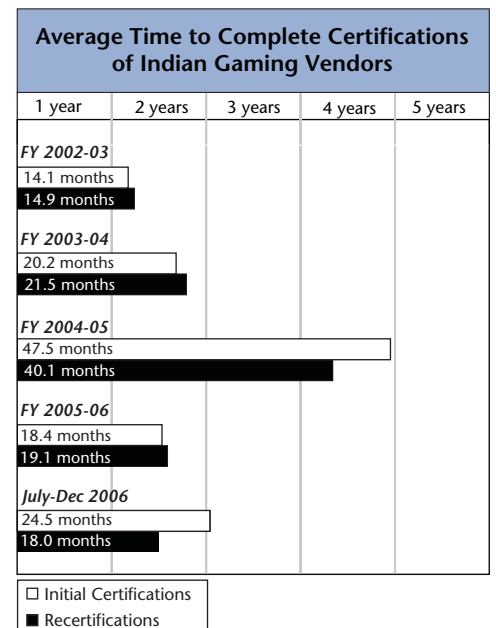 Average Time to Complete Certifications
of Indian Gaming Vendors
1 year 2 years 3 years 4 years 5 years
FY 2002-03
14.1 months
14.9 months
FY 2003-04
20.2 months
21.5 months
FY 2004-05
47.5 months
40.1 months
FY 2005-06
18.4 months
19.1 months
July-Dec 2006
24.5 months
18.0 months
Initial Certifications
Recertifications